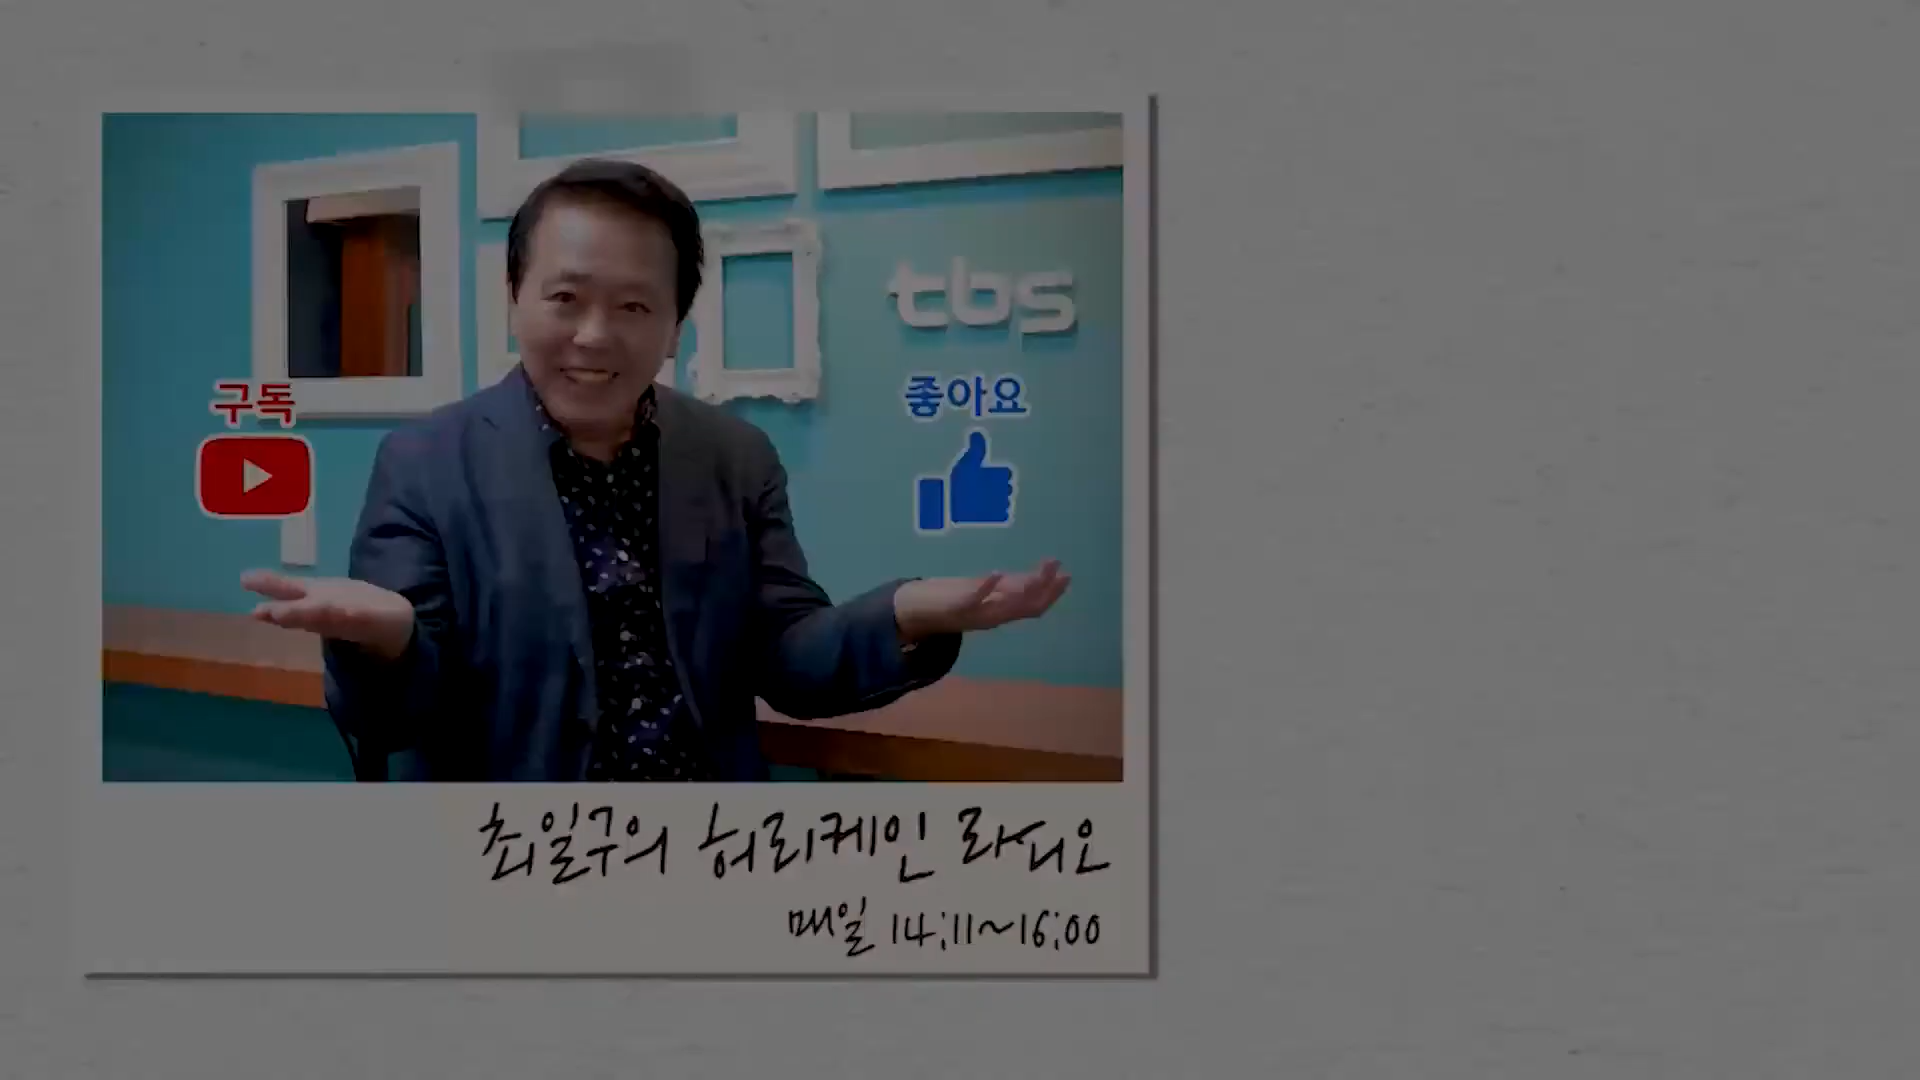 tbs
구독
좋아요
최일구의 허리케인 라디오
매일 14:11~16:00